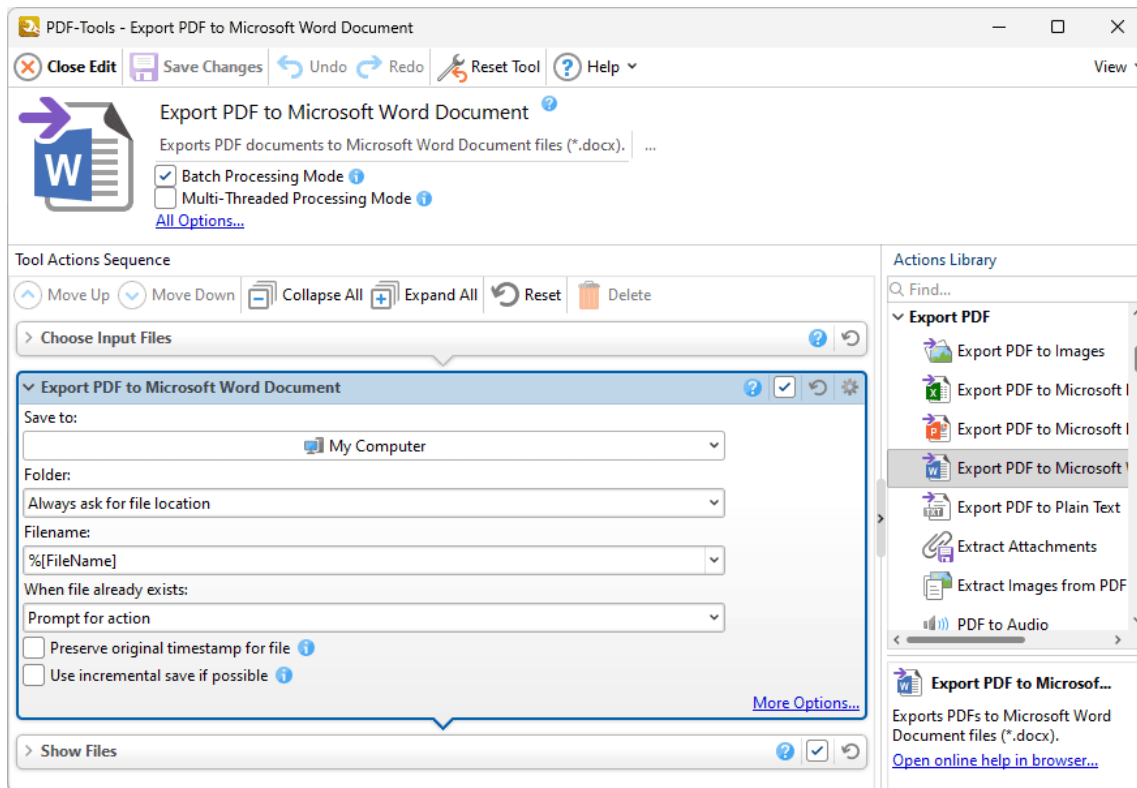 PDF-Tools - Export PDF to Microsoft Word Document
Close Edit Save Changes Undo Redo Reset Tool ? Help View
Export PDF to Microsoft Word Document ?
Exports PDF documents to Microsoft Word Document files (*.docx). ...
W
Batch Processing Mode i
Multi-Threaded Processing Mode i
All Options...
Tool Actions Sequence
Move Up Move Down Collapse All Expand All Reset Delete
Choose Input Files ?
Export PDF to Microsoft Word Document ?
Save to:
My Computer
Folder:
Always ask for file location
Filename:
%[FileName]
When file already exists:
Prompt for action
Preserve original timestamp for file i
Use incremental save if possible i
More Options...
Show Files ?
Actions Library
Find...
Export PDF
Export PDF to Images
X Export PDF to Microsoft
P Export PDF to Microsoft
W Export PDF to Microsoft
TXT Export PDF to Plain Text
Extract Attachments
Extract Images from PDF
PDF to Audio
W Export PDF to Microsof...
Exports PDFs to Microsoft Word
Document files (*.docx).
Open online help in browser...